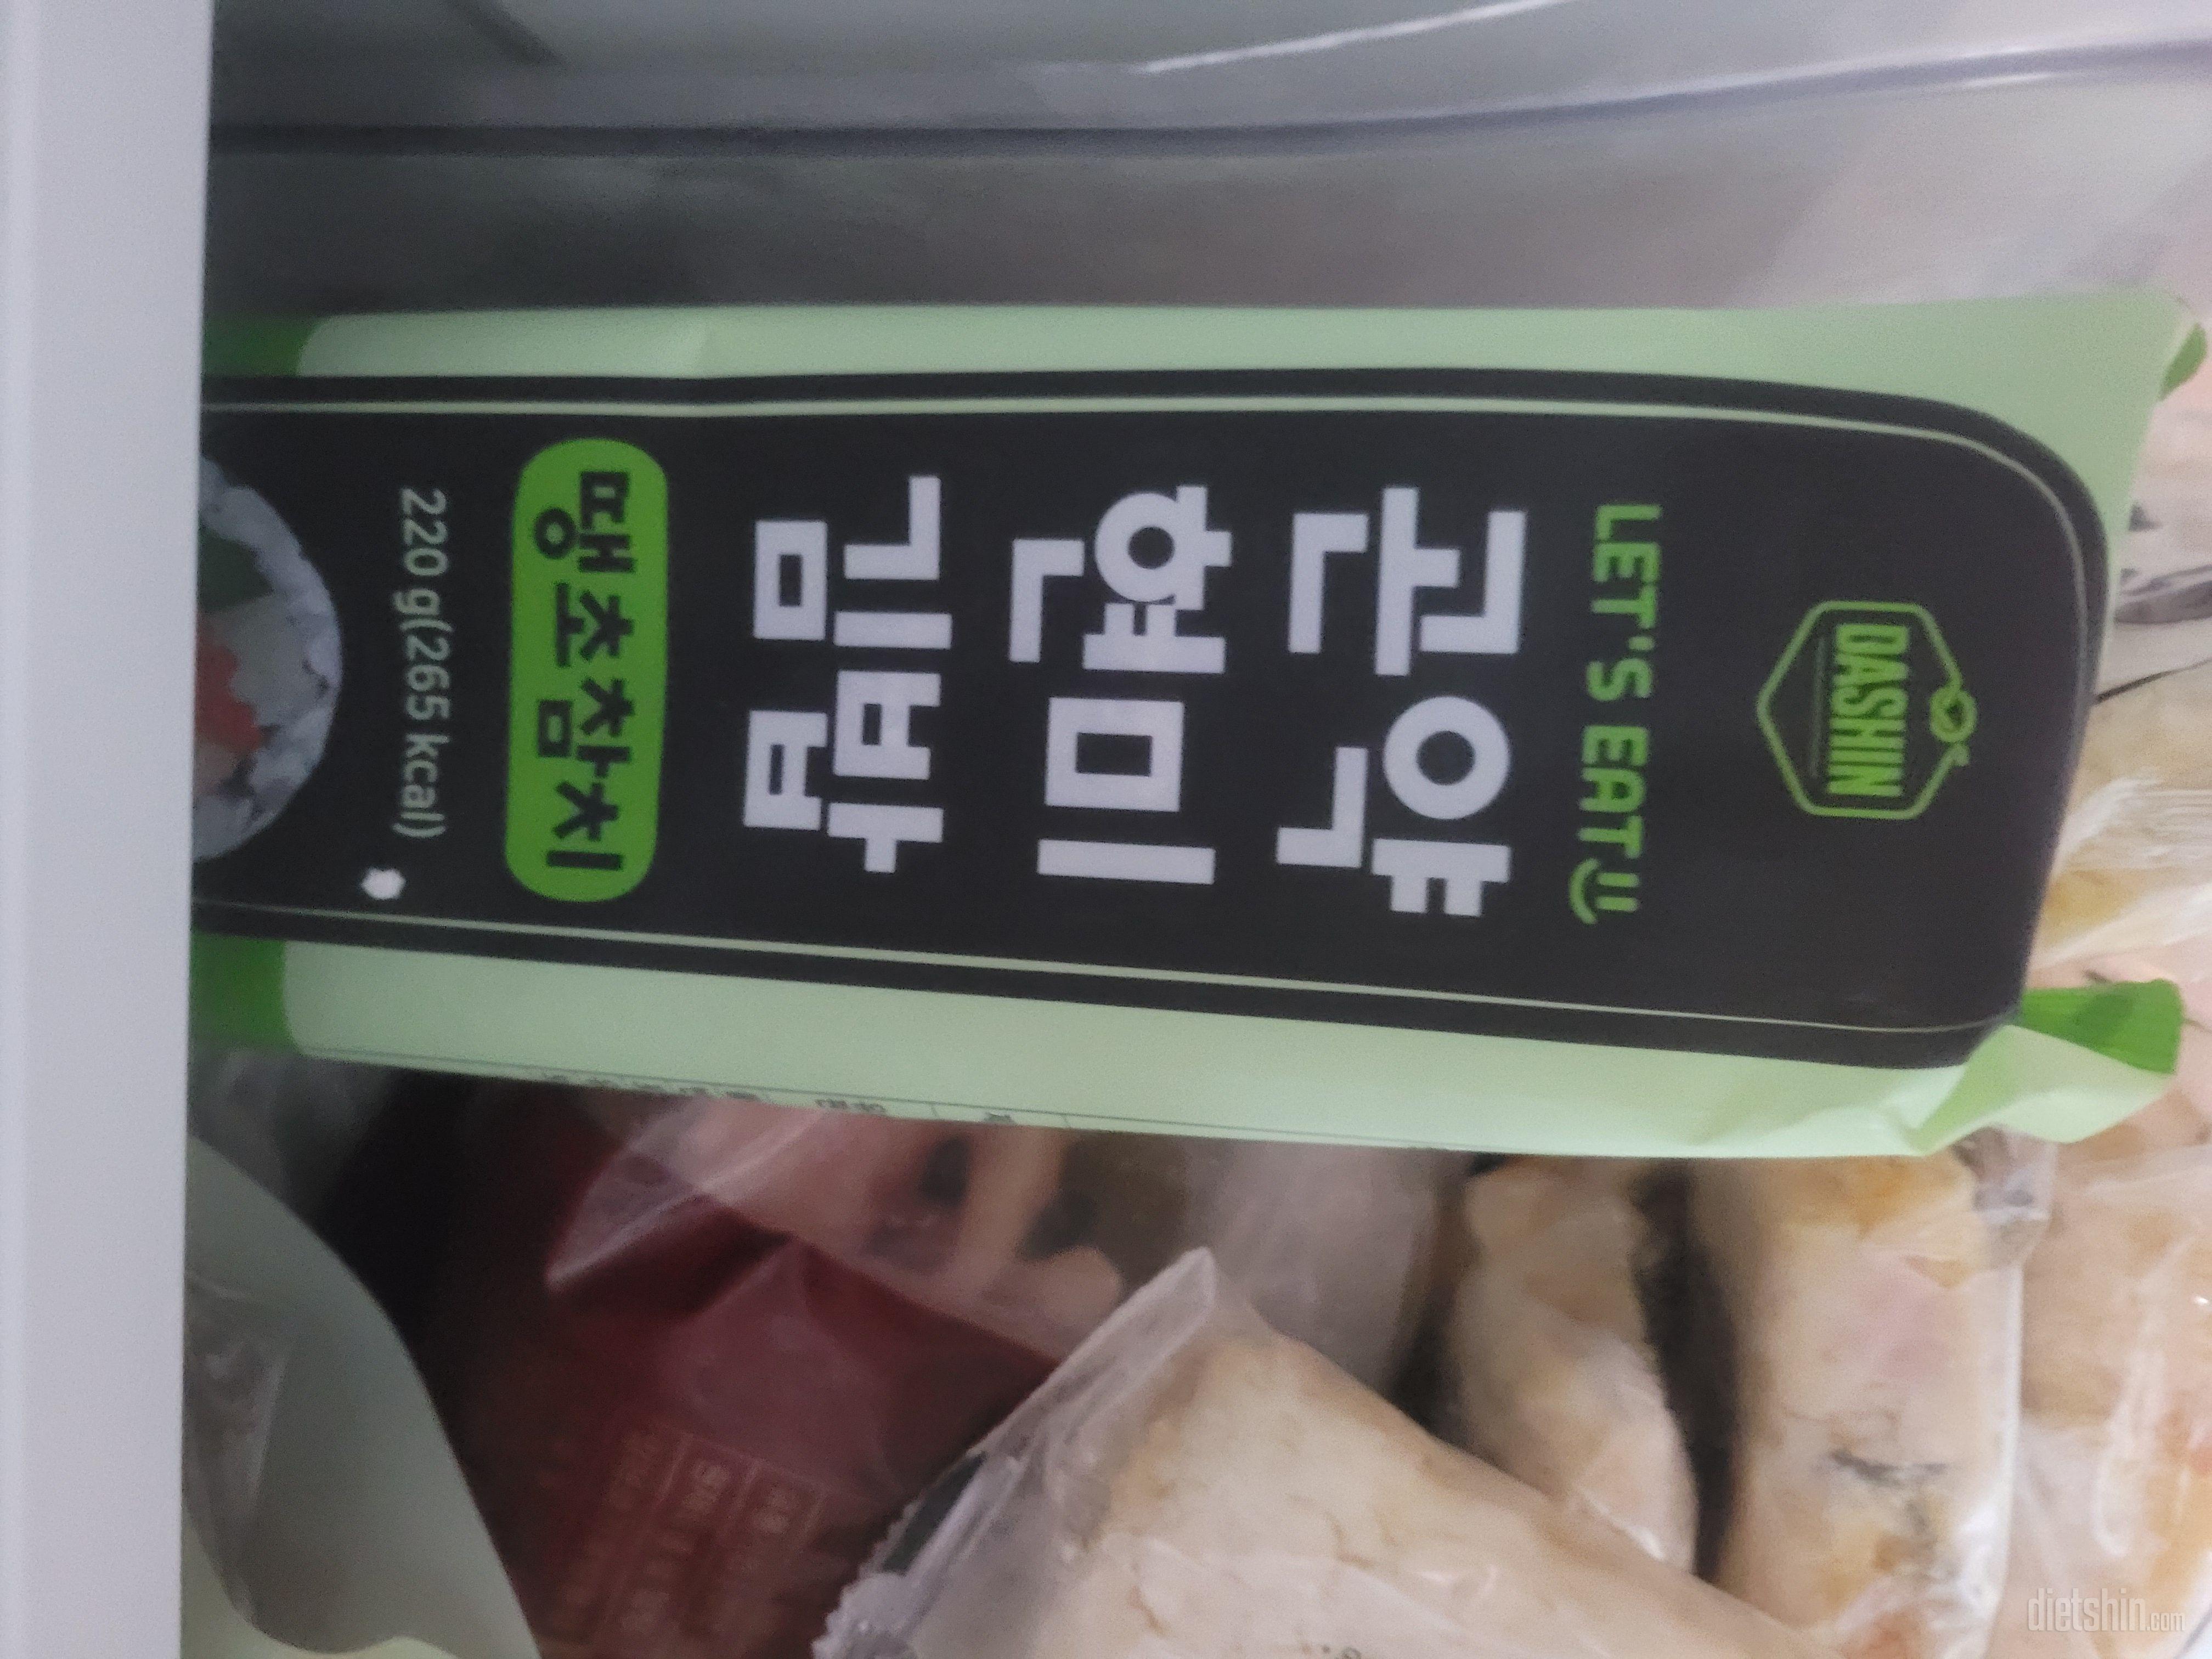 DASHIN
LET'S EAT
곤약
현미
김밥
땡초참치
220 g(265 kcal)
dietshin.com